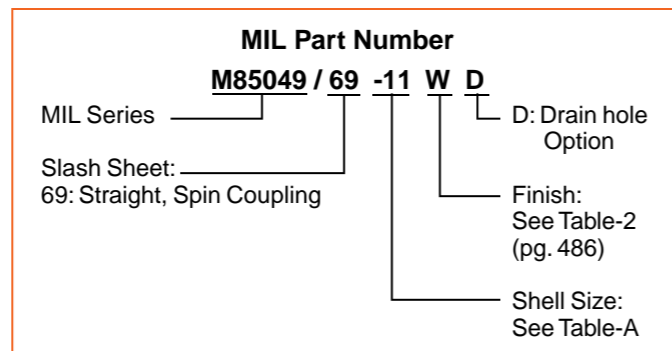 MIL Part Number
M85049 / 69 -11 W D
MIL Series
D: Drain hole
Option
Slash Sheet:
69: Straight, Spin Coupling
Finish:
See Table-2
(pg. 486)
Shell Size:
See Table-A